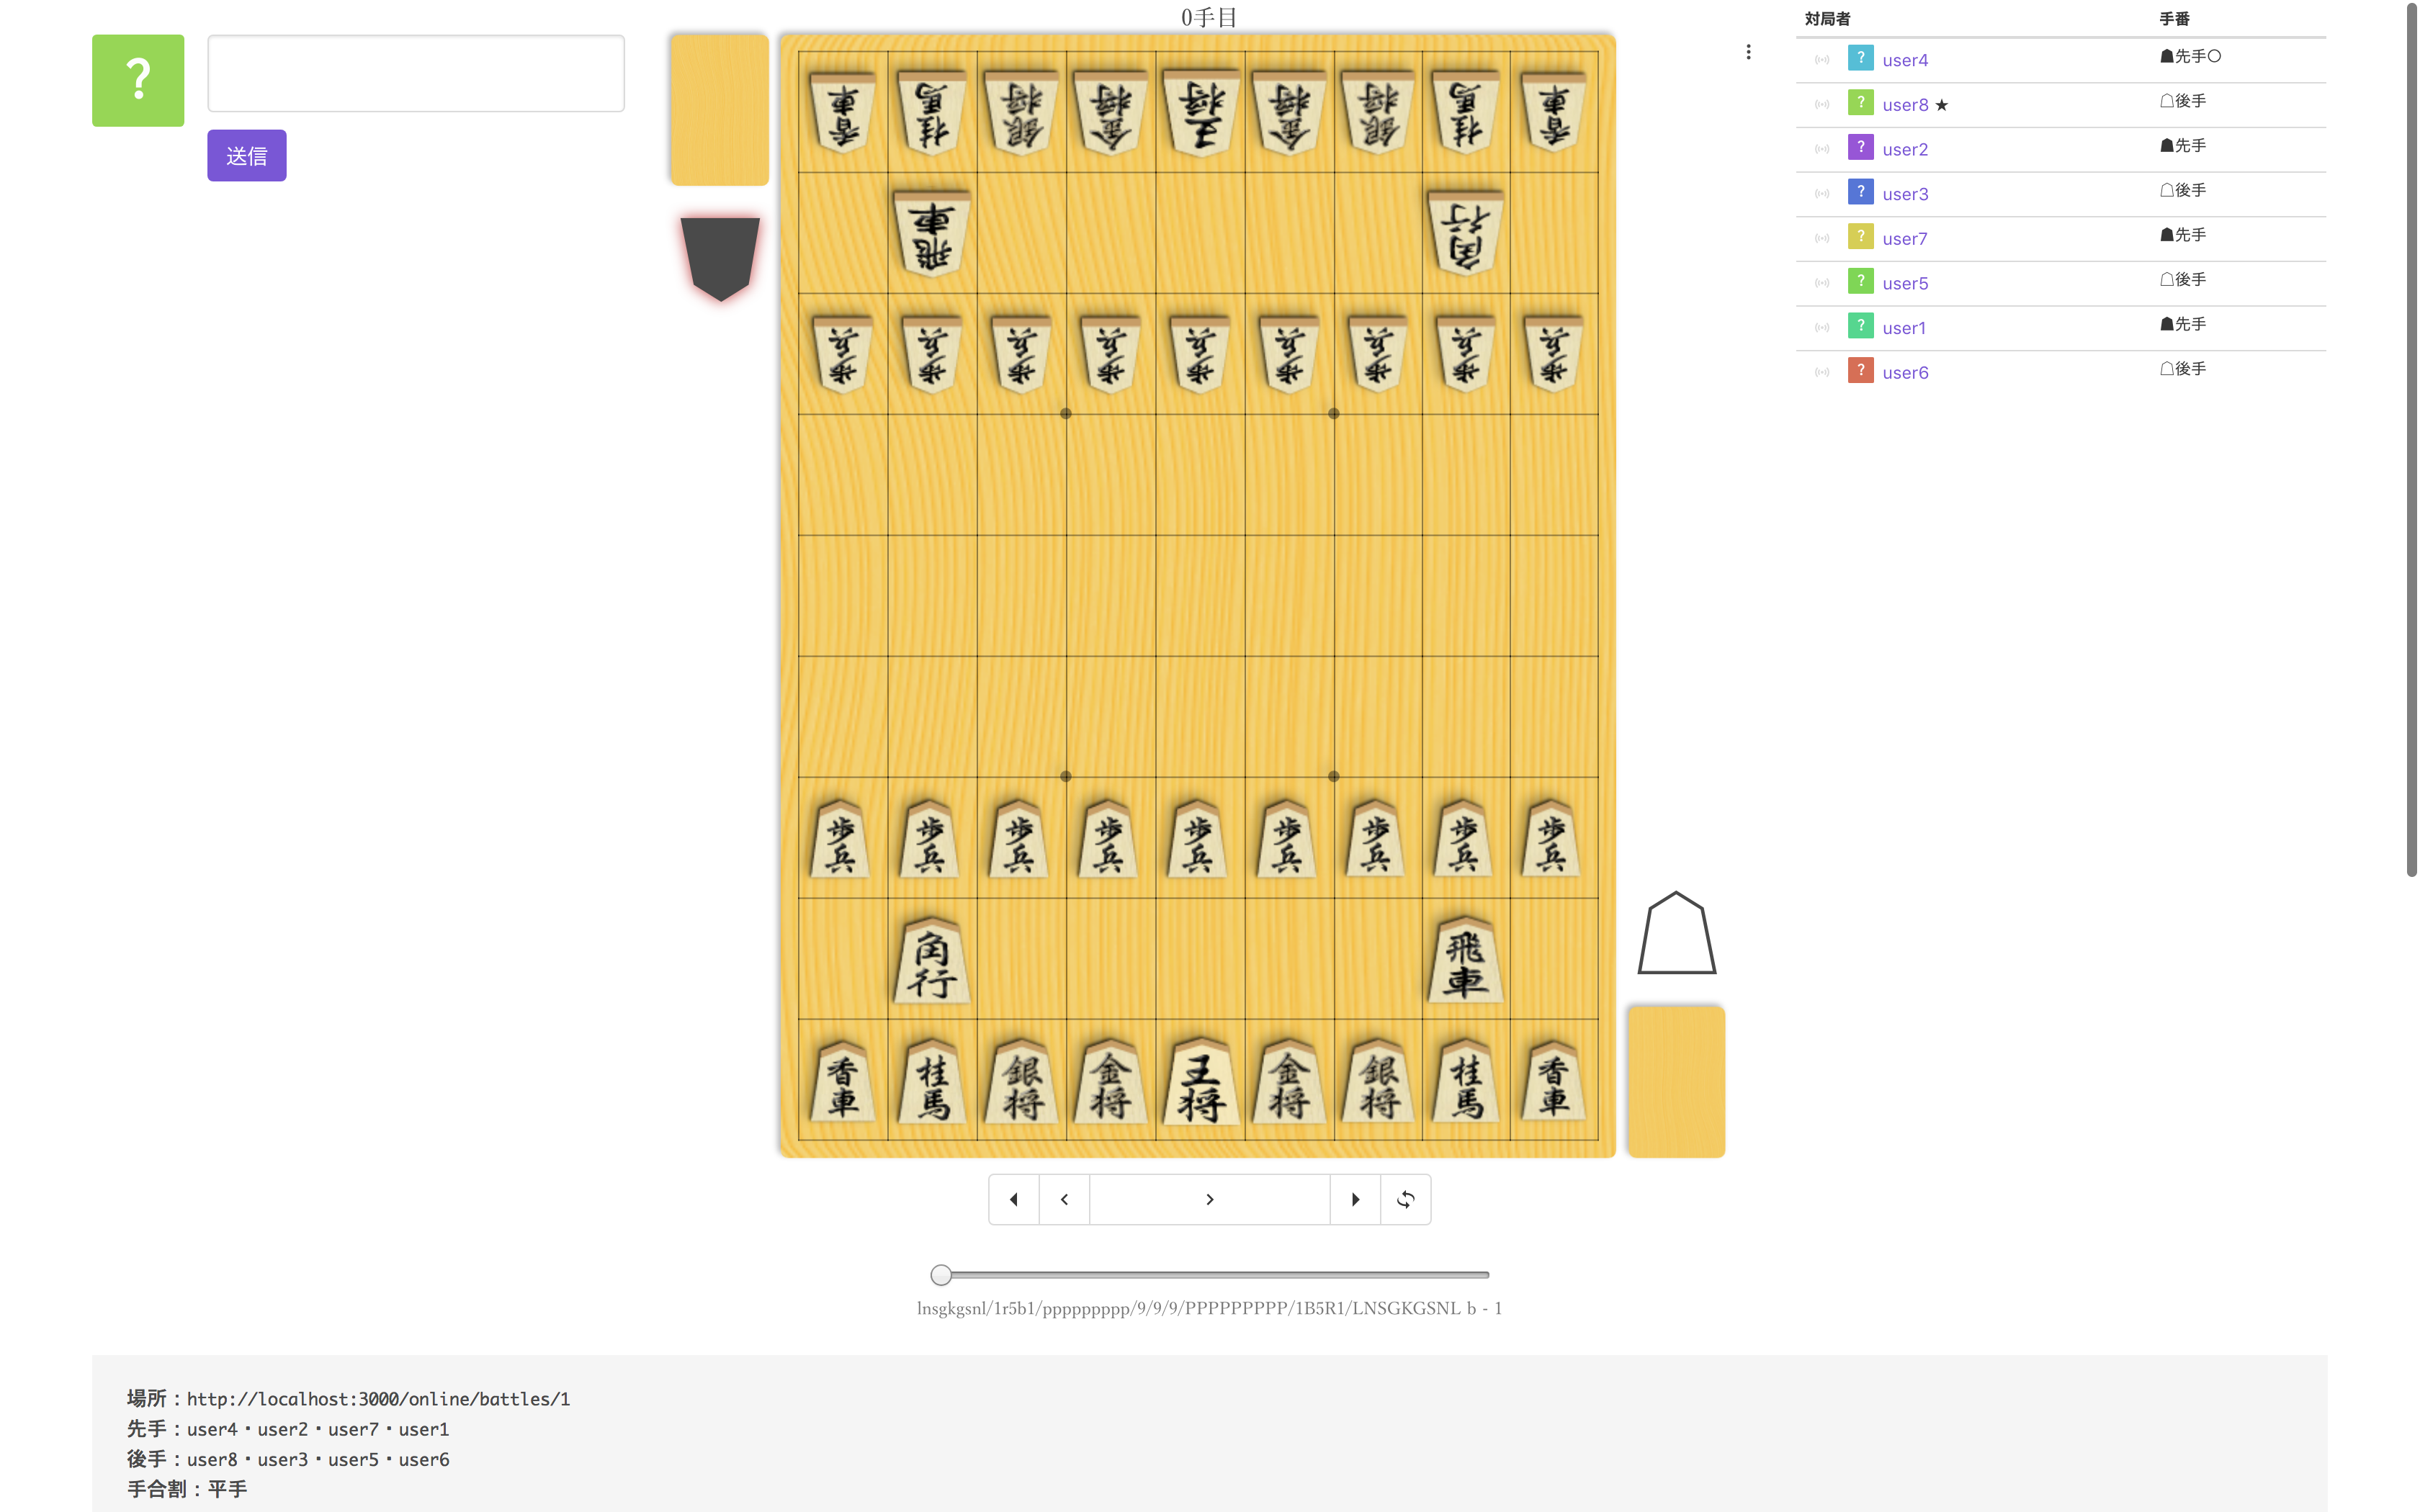 0手目
?
送信
香車 桂馬 銀将 金将 王将 金将 銀将 桂馬 香車
飛車 角行
歩兵 歩兵 歩兵 歩兵 歩兵 歩兵 歩兵 歩兵 歩兵
歩兵 歩兵 歩兵 歩兵 歩兵 歩兵 歩兵 歩兵 歩兵
角行 飛車
香車 桂馬 銀将 金将 王将 金将 銀将 桂馬 香車
lnsgkgsnl/1r5b1/ppppppppp/9/9/9/PPPPPPPPP/1B5R1/LNSGKGSNL b - 1
対局者 手番
? user4 ☗先手○
? user8 ★ ☖後手
? user2 ☗先手
? user3 ☖後手
? user7 ☗先手
? user5 ☖後手
? user1 ☗先手
? user6 ☖後手
場所：http://localhost:3000/online/battles/1
先手：user4・user2・user7・user1
後手：user8・user3・user5・user6
手合割：平手